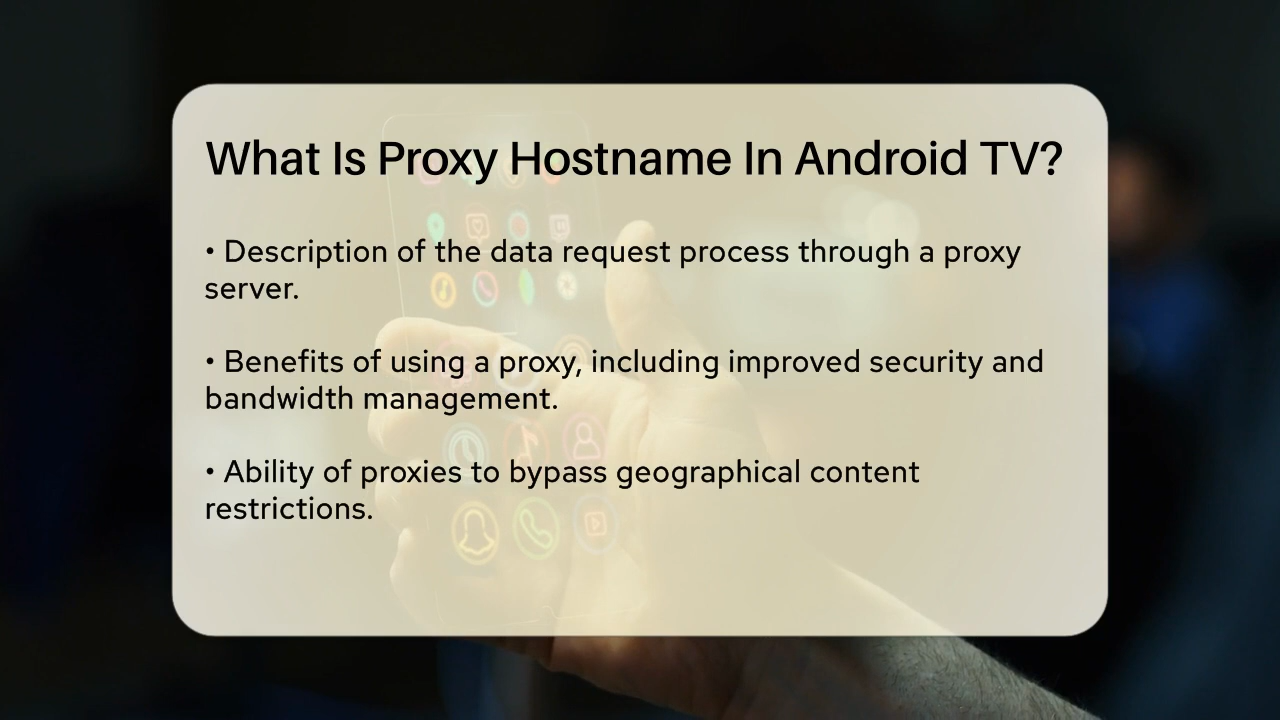 What Is Proxy Hostname In Android TV?
• Description of the data request process through a proxy
server.
• Benefits of using a proxy, including improved security and
bandwidth management.
• Ability of proxies to bypass geographical content
restrictions.